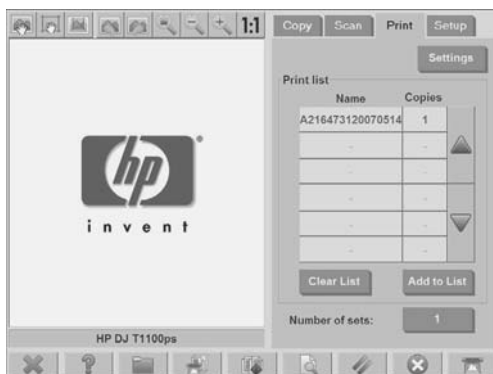 1:1
Copy Scan Print Setup
Settings
Print list
Name Copies
A216473120070514 1
hp
invent
Clear List Add to List
Number of sets: 1
HP DJ T1100ps